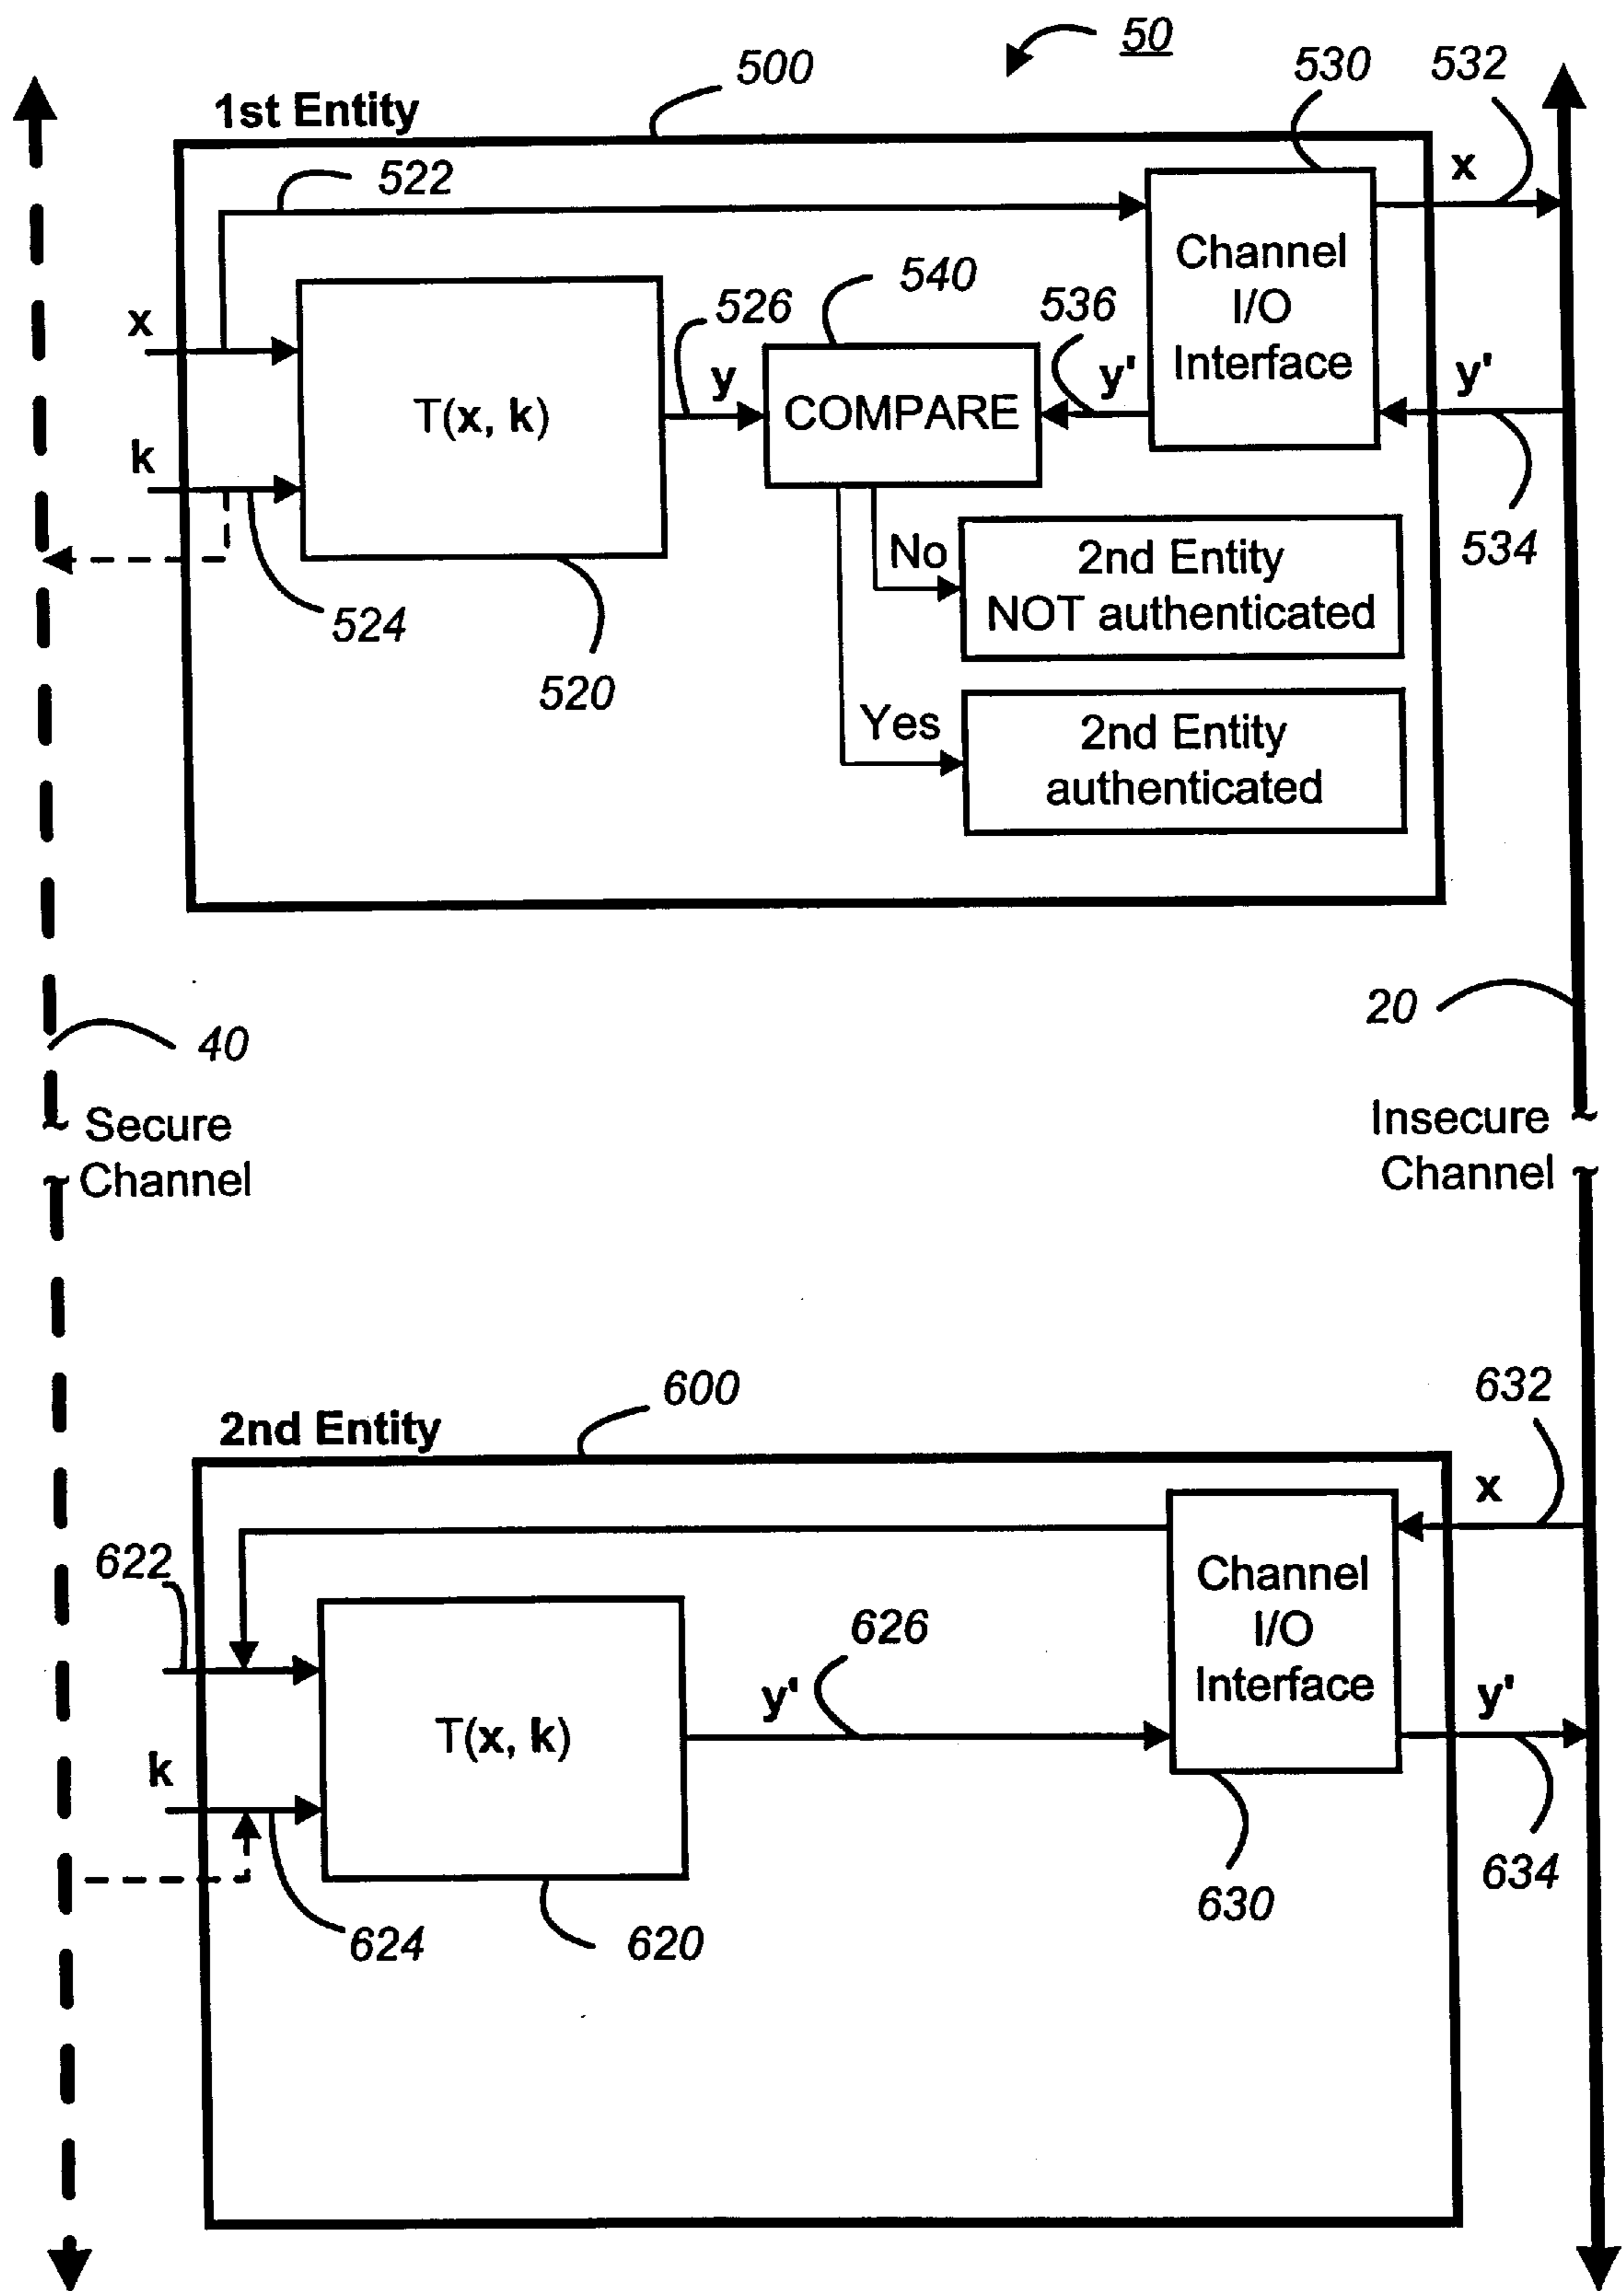 50
500
530
532
1st Entity
522
x
Channel
I/O
Interface
540
536
526
x
y
y'
y'
T(x, k)
COMPARE
k
534
No
2nd Entity
NOT authenticated
524
520
Yes
2nd Entity
authenticated
20
40
Secure
Channel
Insecure
Channel
600
632
2nd Entity
x
622
Channel
I/O
Interface
626
y'
y'
T(x, k)
k
634
630
624
620